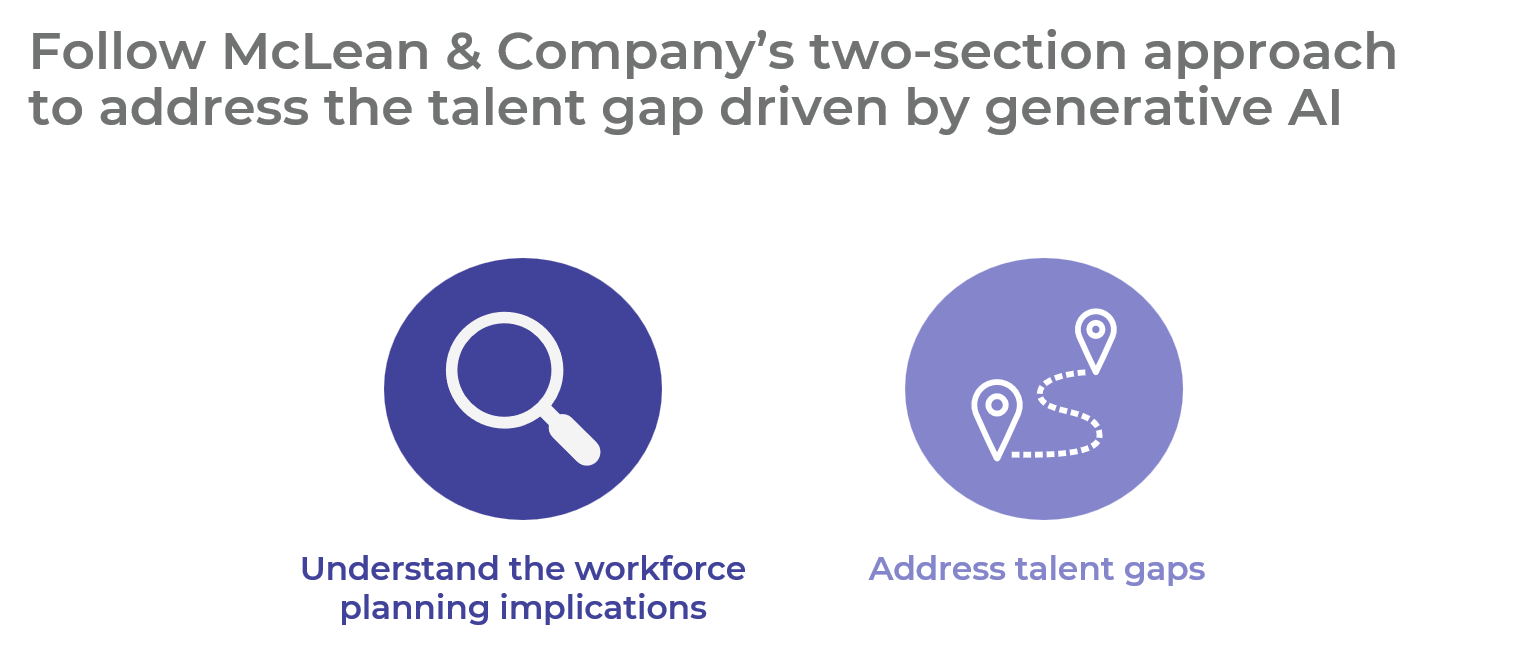 Follow McLean & Company’s two-section approach
to address the talent gap driven by generative AI
Understand the workforce
planning implications
Address talent gaps